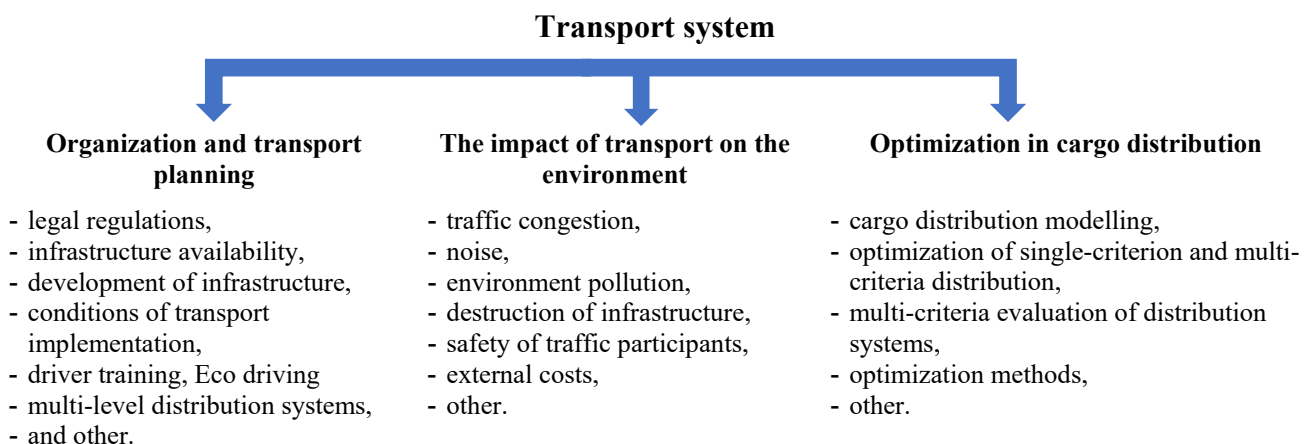 Transport system
Organization and transport
planning
- legal regulations,
- infrastructure availability,
- development of infrastructure,
- conditions of transport
implementation,
- driver training, Eco driving
- multi-level distribution systems,
- and other.
The impact of transport on the
environment
- traffic congestion,
- noise,
- environment pollution,
- destruction of infrastructure,
- safety of traffic participants,
- external costs,
- other.
Optimization in cargo distribution
- cargo distribution modelling,
- optimization of single-criterion and multi-
criteria distribution,
- multi-criteria evaluation of distribution
systems,
- optimization methods,
- other.